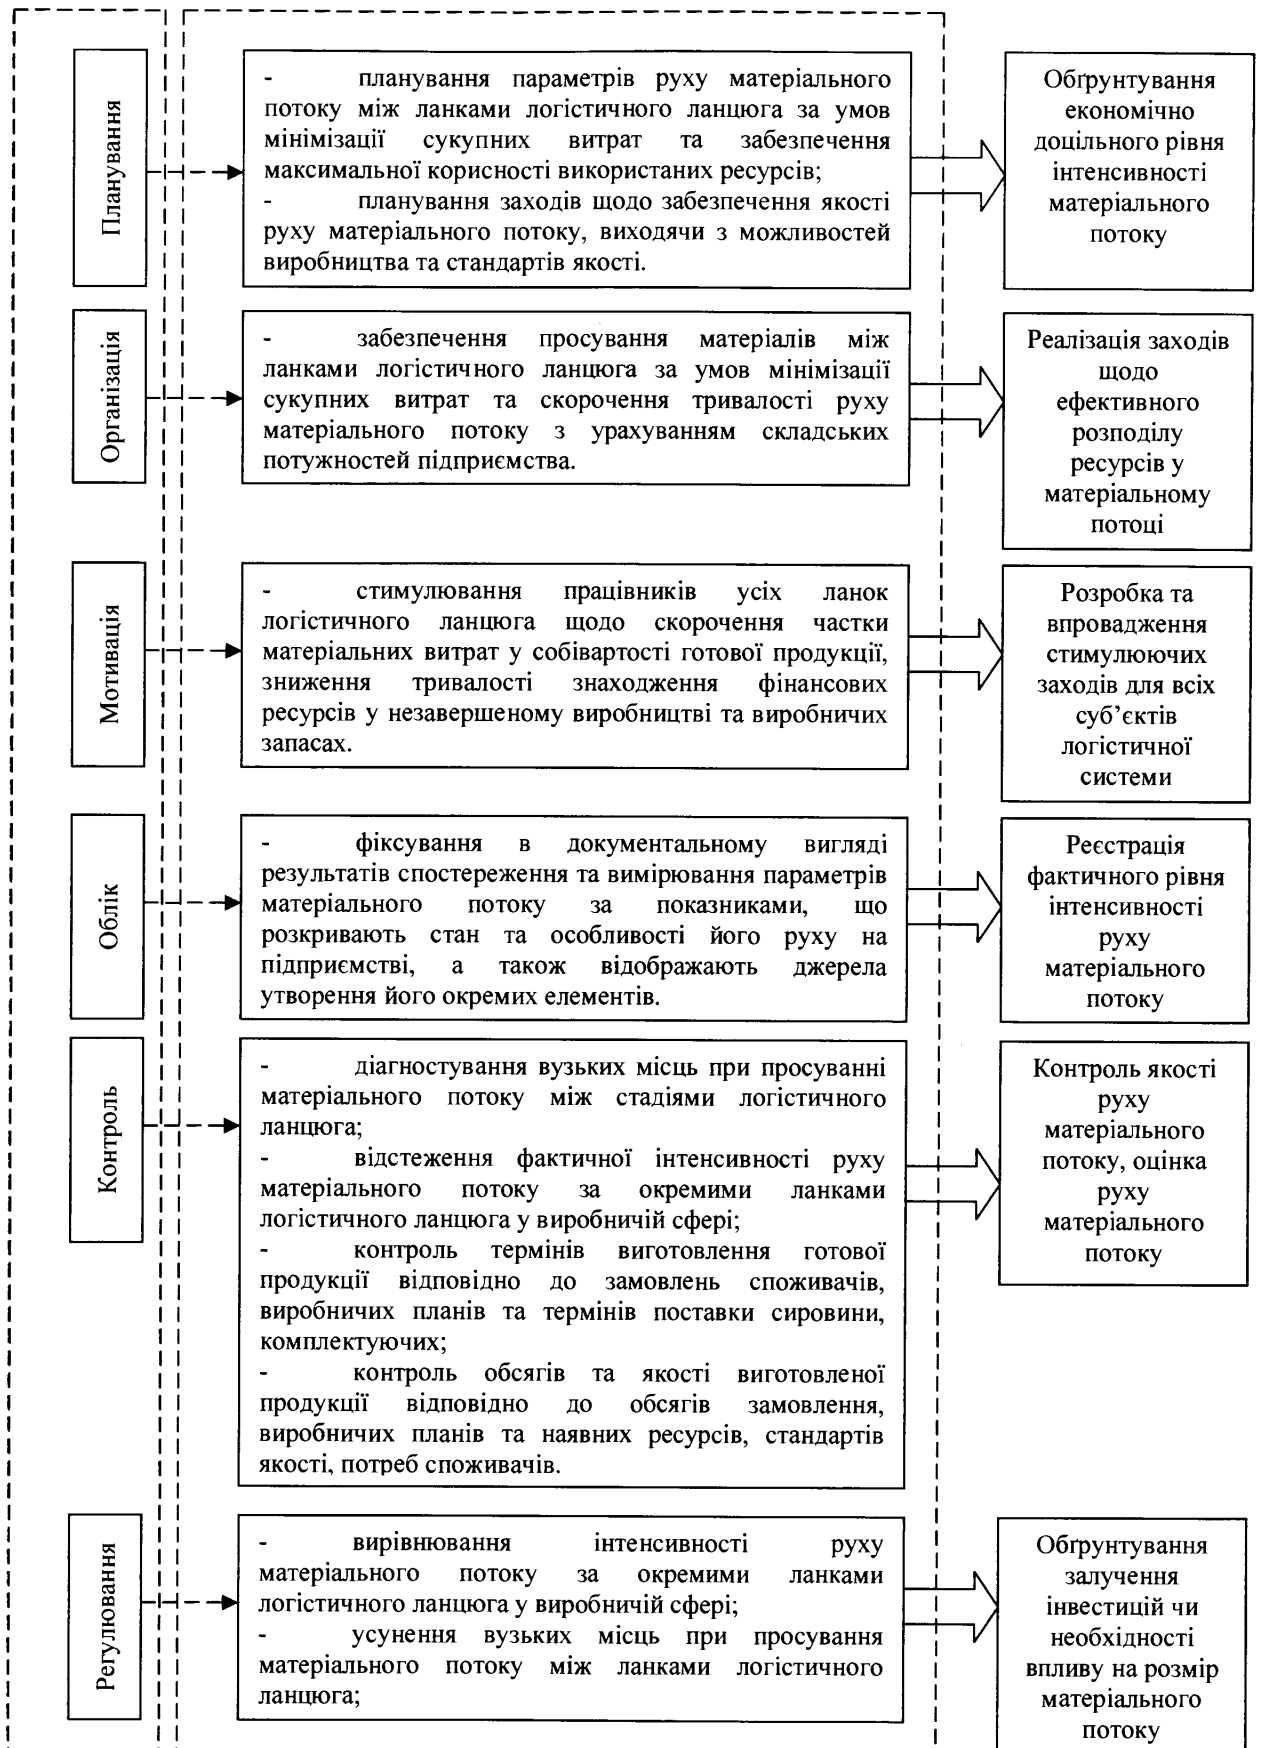 Планування
- планування параметрів руху матеріального
потоку між ланками логістичного ланцюга за умов
мінімізації сукупних витрат та забезпечення
максимальної корисності використаних ресурсів;
- планування заходів щодо забезпечення якості
руху матеріального потоку, виходячи з можливостей
виробництва та стандартів якості.
Обґрунтування
економічно
доцільного рівня
інтенсивності
матеріального
потоку
Організація
- забезпечення просування матеріалів між
ланками логістичного ланцюга за умов мінімізації
сукупних витрат та скорочення тривалості руху
матеріального потоку з урахуванням складських
потужностей підприємства.
Реалізація заходів
щодо
ефективного
розподілу
ресурсів у
матеріальному
потоці
Мотивація
- стимулювання працівників усіх ланок
логістичного ланцюга щодо скорочення частки
матеріальних витрат у собівартості готової продукції,
зниження тривалості знаходження фінансових
ресурсів у незавершеному виробництві та виробничих
запасах.
Розробка та
впровадження
стимулюючих
заходів для всіх
суб’єктів
логістичної
системи
Облік
- фіксування в документальному вигляді
результатів спостереження та вимірювання параметрів
матеріального потоку за показниками, що
розкривають стан та особливості його руху на
підприємстві, а також відображають джерела
утворення його окремих елементів.
Реєстрація
фактичного рівня
інтенсивності
руху
матеріального
потоку
Контроль
- діагностування вузьких місць при просуванні
матеріального потоку між стадіями логістичного
ланцюга;
- відстеження фактичної інтенсивності руху
матеріального потоку за окремими ланками
логістичного ланцюга у виробничій сфері;
- контроль термінів виготовлення готової
продукції відповідно до замовлень споживачів,
виробничих планів та термінів поставки сировини,
комплектуючих;
- контроль обсягів та якості виготовленої
продукції відповідно до обсягів замовлення,
виробничих планів та наявних ресурсів, стандартів
якості, потреб споживачів.
Контроль якості
руху
матеріального
потоку, оцінка
руху
матеріального
потоку
Регулювання
- вирівнювання інтенсивності руху
матеріального потоку за окремими ланками
логістичного ланцюга у виробничій сфері;
- усунення вузьких місць при просування
матеріального потоку між ланками логістичного
ланцюга;
Обґрунтування
залучення
інвестицій чи
необхідності
впливу на розмір
матеріального
потоку